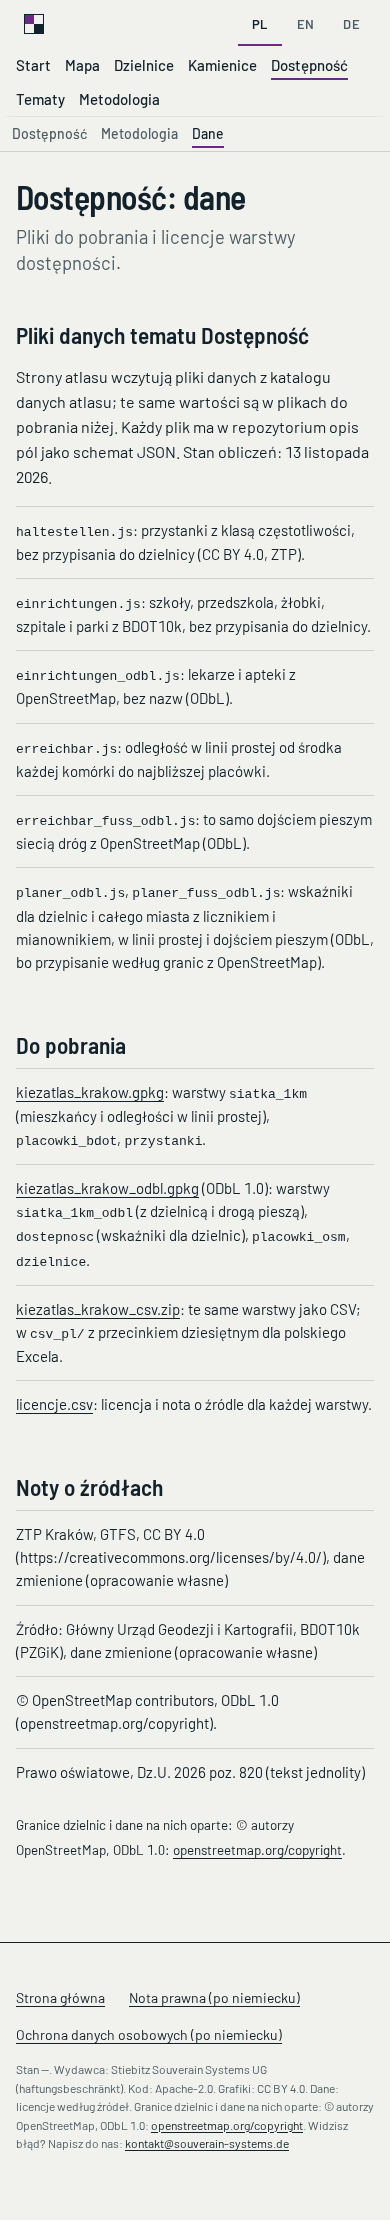 PL EN DE
Start Mapa Dzielnice Kamienice Dostępność
Tematy Metodologia
Dostępność Metodologia Dane
Dostępność: dane
Pliki do pobrania i licencje warstwy
dostępności.
Pliki danych tematu Dostępność
Strony atlasu wczytują pliki danych z katalogu
danych atlasu; te same wartości są w plikach do
pobrania niżej. Każdy plik ma w repozytorium opis
pól jako schemat JSON. Stan obliczeń: 13 listopada
2026.
haltestellen.js: przystanki z klasą częstotliwości,
bez przypisania do dzielnicy (CC BY 4.0, ZTP).
einrichtungen.js: szkoły, przedszkola, żłobki,
szpitale i parki z BDOT10k, bez przypisania do dzielnicy.
einrichtungen_odbl.js: lekarze i apteki z
OpenStreetMap, bez nazw (ODbL).
erreichbar.js: odległość w linii prostej od środka
każdej komórki do najbliższej placówki.
erreichbar_fuss_odbl.js: to samo dojściem pieszym
siecią dróg z OpenStreetMap (ODbL).
planer_odbl.js, planer_fuss_odbl.js: wskaźniki
dla dzielnic i całego miasta z licznikiem i
mianownikiem, w linii prostej i dojściem pieszym (ODbL,
bo przypisanie według granic z OpenStreetMap).
Do pobrania
kiezatlas_krakow.gpkg: warstwy siatka_1km
(mieszkańcy i odległości w linii prostej),
placowki_bdot, przystanki.
kiezatlas_krakow_odbl.gpkg (ODbL 1.0): warstwy
siatka_1km_odbl (z dzielnicą i drogą pieszą),
dostepnosc (wskaźniki dla dzielnic), placowki_osm,
dzielnice.
kiezatlas_krakow_csv.zip: te same warstwy jako CSV;
w csv_pl/ z przecinkiem dziesiętnym dla polskiego
Excela.
licencje.csv: licencja i nota o źródle dla każdej warstwy.
Noty o źródłach
ZTP Kraków, GTFS, CC BY 4.0
(https://creativecommons.org/licenses/by/4.0/), dane
zmienione (opracowanie własne)
Źródło: Główny Urząd Geodezji i Kartografii, BDOT10k
(PZGiK), dane zmienione (opracowanie własne)
© OpenStreetMap contributors, ODbL 1.0
(openstreetmap.org/copyright).
Prawo oświatowe, Dz.U. 2026 poz. 820 (tekst jednolity)
Granice dzielnic i dane na nich oparte: © autorzy
OpenStreetMap, ODbL 1.0: openstreetmap.org/copyright.
Strona główna Nota prawna (po niemiecku)
Ochrona danych osobowych (po niemiecku)
Stan —. Wydawca: Stiebitz Souverain Systems UG
(haftungsbeschränkt). Kod: Apache-2.0. Grafiki: CC BY 4.0. Dane:
licencje według źródeł. Granice dzielnic i dane na nich oparte: © autorzy
OpenStreetMap, ODbL 1.0: openstreetmap.org/copyright. Widzisz
błąd? Napisz do nas: kontakt@souverain-systems.de